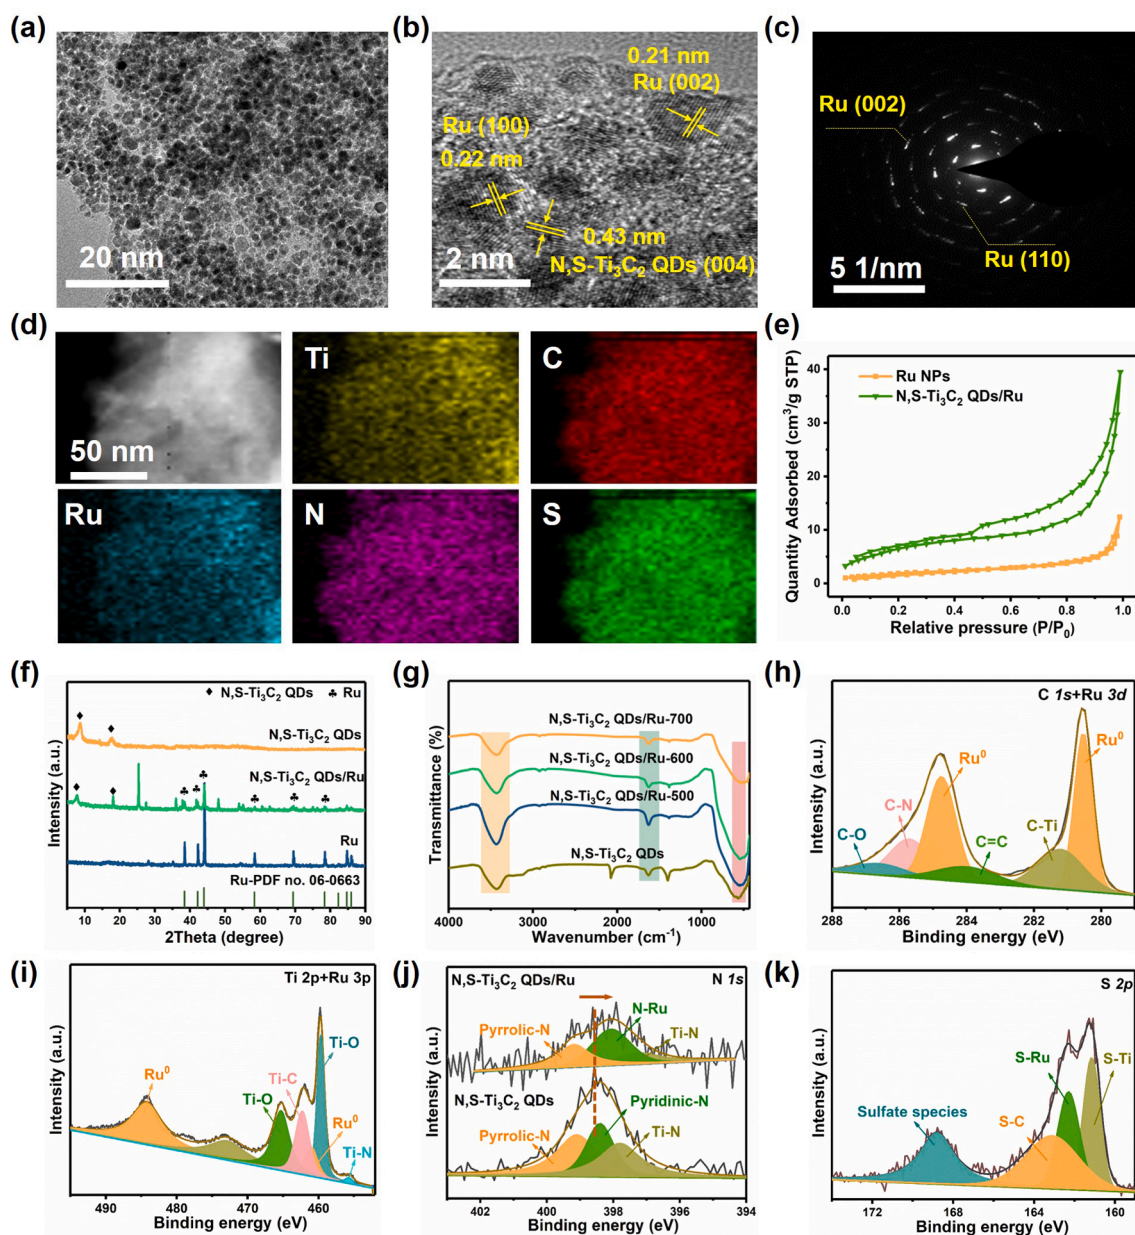 (a)
20 nm
(b)
0.21 nm
Ru (002)
Ru (100)
0.22 nm
0.43 nm
2 nm
N,S-Ti₃C₂ QDs (004)
(c)
Ru (002)
Ru (110)
5 1/nm
(d)
50 nm
Ti
C
Ru
N
S
(e)
Quantity Adsorbed (cm³/g STP)
40
30
20
10
0
Ru NPs
N,S-Ti₃C₂ QDs/Ru
0.0 0.2 0.4 0.6 0.8 1.0
Relative pressure (P/P₀)
(f)
Intensity (a.u.)
♦ N,S-Ti₃C₂ QDs ♣ Ru
N,S-Ti₃C₂ QDs
N,S-Ti₃C₂ QDs/Ru
Ru
Ru-PDF no. 06-0663
10 20 30 40 50 60 70 80 90
2Theta (degree)
(g)
Transmittance (%)
N,S-Ti₃C₂ QDs/Ru-700
N,S-Ti₃C₂ QDs/Ru-600
N,S-Ti₃C₂ QDs/Ru-500
N,S-Ti₃C₂ QDs
4000 3000 2000 1000
Wavenumber (cm⁻¹)
(h)
Intensity (a.u.)
C 1s+Ru 3d
Ru⁰
Ru⁰
C-N
C-O
C=C
C-Ti
288 286 284 282 280
Binding energy (eV)
(i)
Intensity (a.u.)
Ti 2p+Ru 3p
Ti-O
Ru⁰
Ti-C
Ti-O
Ru⁰
Ti-N
490 480 470 460
Binding energy (eV)
(j)
Intensity (a.u.)
N,S-Ti₃C₂ QDs/Ru
N 1s
N-Ru
Pyrrolic-N
Ti-N
N,S-Ti₃C₂ QDs
Pyridinic-N
Pyrrolic-N
Ti-N
402 400 398 396 394
Binding energy (eV)
(k)
Intensity (a.u.)
S 2p
S-Ru
S-Ti
S-C
Sulfate species
172 168 164 160
Binding energy (eV)